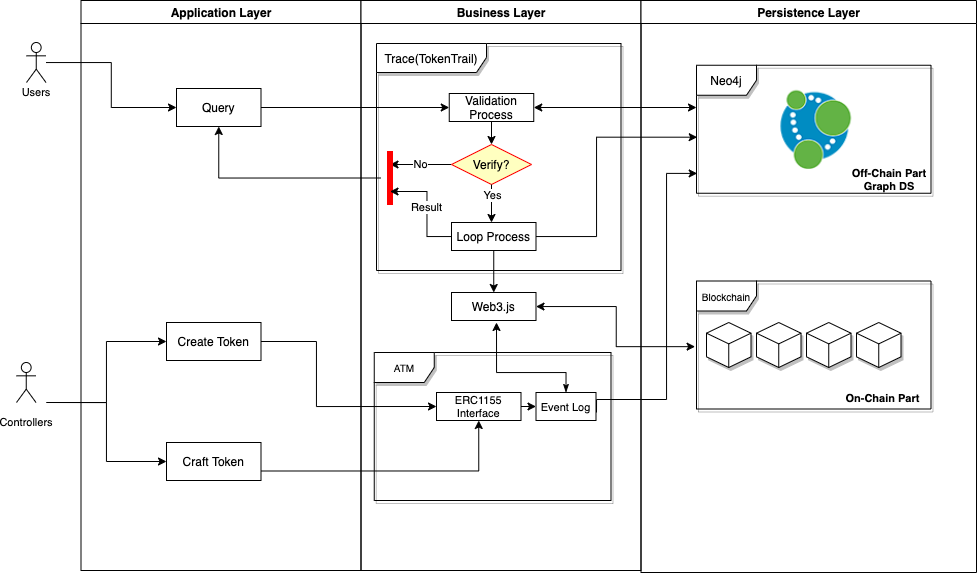 Application Layer
Business Layer
Persistence Layer
Users
Query
Trace(TokenTrail)
Validation
Process
Verify?
No
Yes
Result
Loop Process
Neo4j
Off-Chain Part
Graph DS
Web3.js
Blockchain
On-Chain Part
Controllers
Create Token
Craft Token
ATM
ERC1155
Interface
Event Log